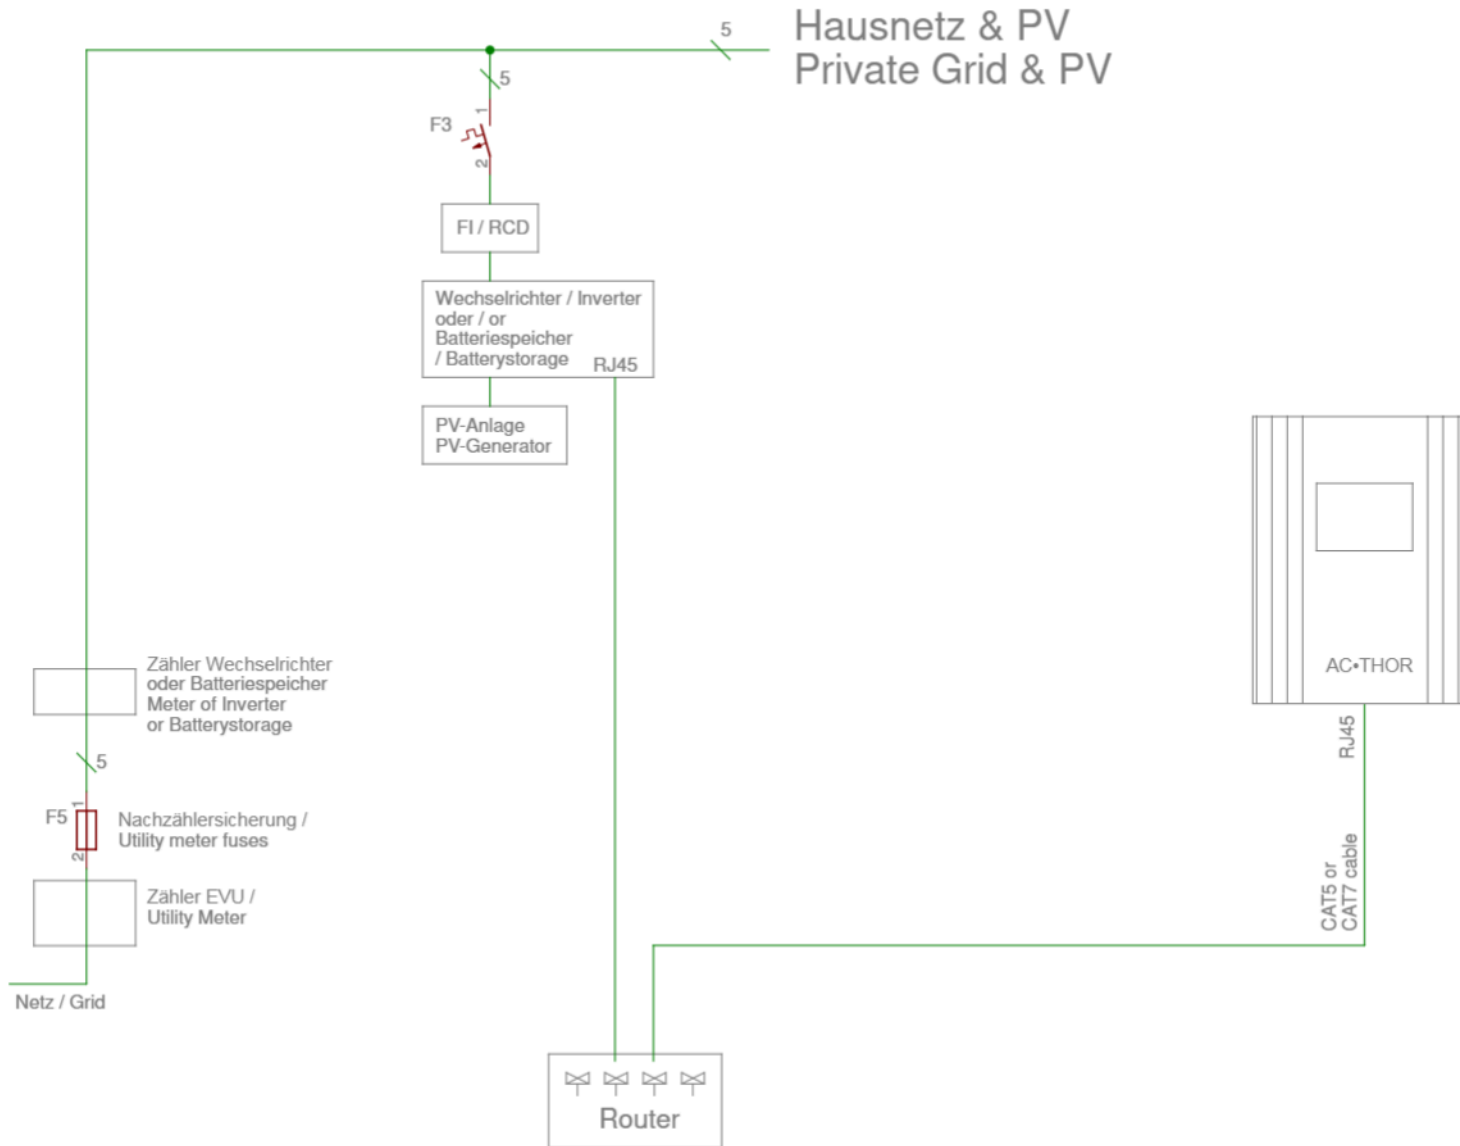 Hausnetz & PV
Private Grid & PV
5
5
F3
1
2
FI / RCD
Wechselrichter / Inverter
oder / or
Batteriespeicher
/ Batterystorage
RJ45
PV-Anlage
PV-Generator
AC•THOR
RJ45
CAT5 or
CAT7 cable
Zähler Wechselrichter
oder Batteriespeicher
Meter of Inverter
or Batterystorage
5
F5
1
2
Nachzählersicherung /
Utility meter fuses
Zähler EVU /
Utility Meter
Netz / Grid
Router